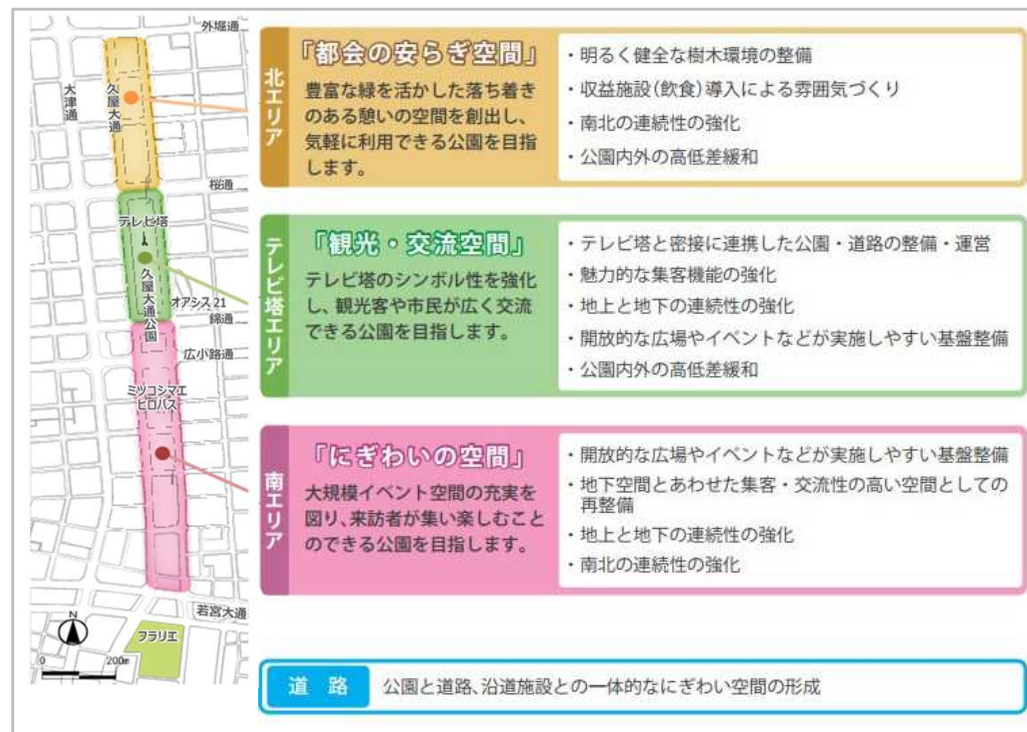 外堀通
大津通
久屋大通
桜通
テレビ塔
久屋大通公園
オアシス21
錦通
広小路通
ミツコシマエ
ヒロバス
若宮大通
フラリエ
N
0 200m
北エリア
「都会の安らぎ空間」
豊富な緑を活かした落ち着き
のある憩いの空間を創出し、
気軽に利用できる公園を目指
します。
・明るく健全な樹木環境の整備
・収益施設(飲食)導入による雰囲気づくり
・南北の連続性の強化
・公園内外の高低差緩和
テレビ塔エリア
「観光・交流空間」
テレビ塔のシンボル性を強化
し、観光客や市民が広く交流
できる公園を目指します。
・テレビ塔と密接に連携した公園・道路の整備・運営
・魅力的な集客機能の強化
・地上と地下の連続性の強化
・開放的な広場やイベントなどが実施しやすい基盤整備
・公園内外の高低差緩和
南エリア
「にぎわいの空間」
大規模イベント空間の充実を
図り、来訪者が集い楽しむこと
のできる公園を目指します。
・開放的な広場やイベントなどが実施しやすい基盤整備
・地下空間とあわせた集客・交流性の高い空間としての
再整備
・地上と地下の連続性の強化
・南北の連続性の強化
道 路
公園と道路、沿道施設との一体的なにぎわい空間の形成